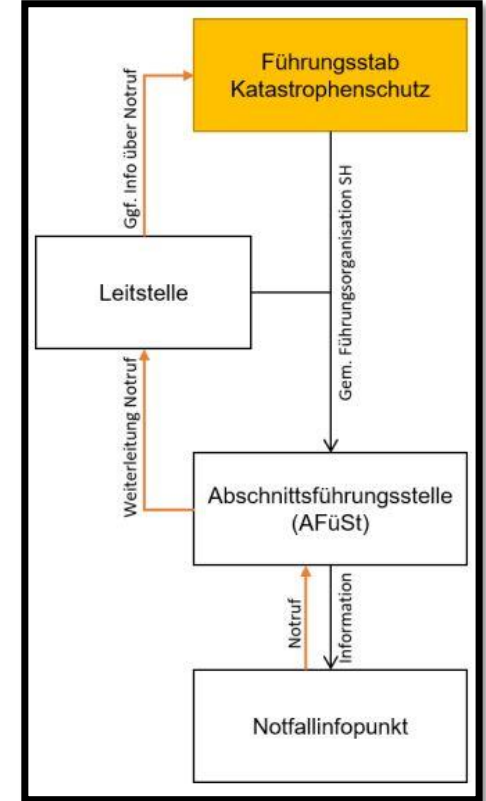 Führungsstab
Katastrophenschutz
Ggf. Info über Notruf
Gem. Führungsorganisation SH
Leitstelle
Weiterleitung Notruf
Abschnittsführungsstelle
(AFüSt)
Notruf
Information
Notfallinfopunkt